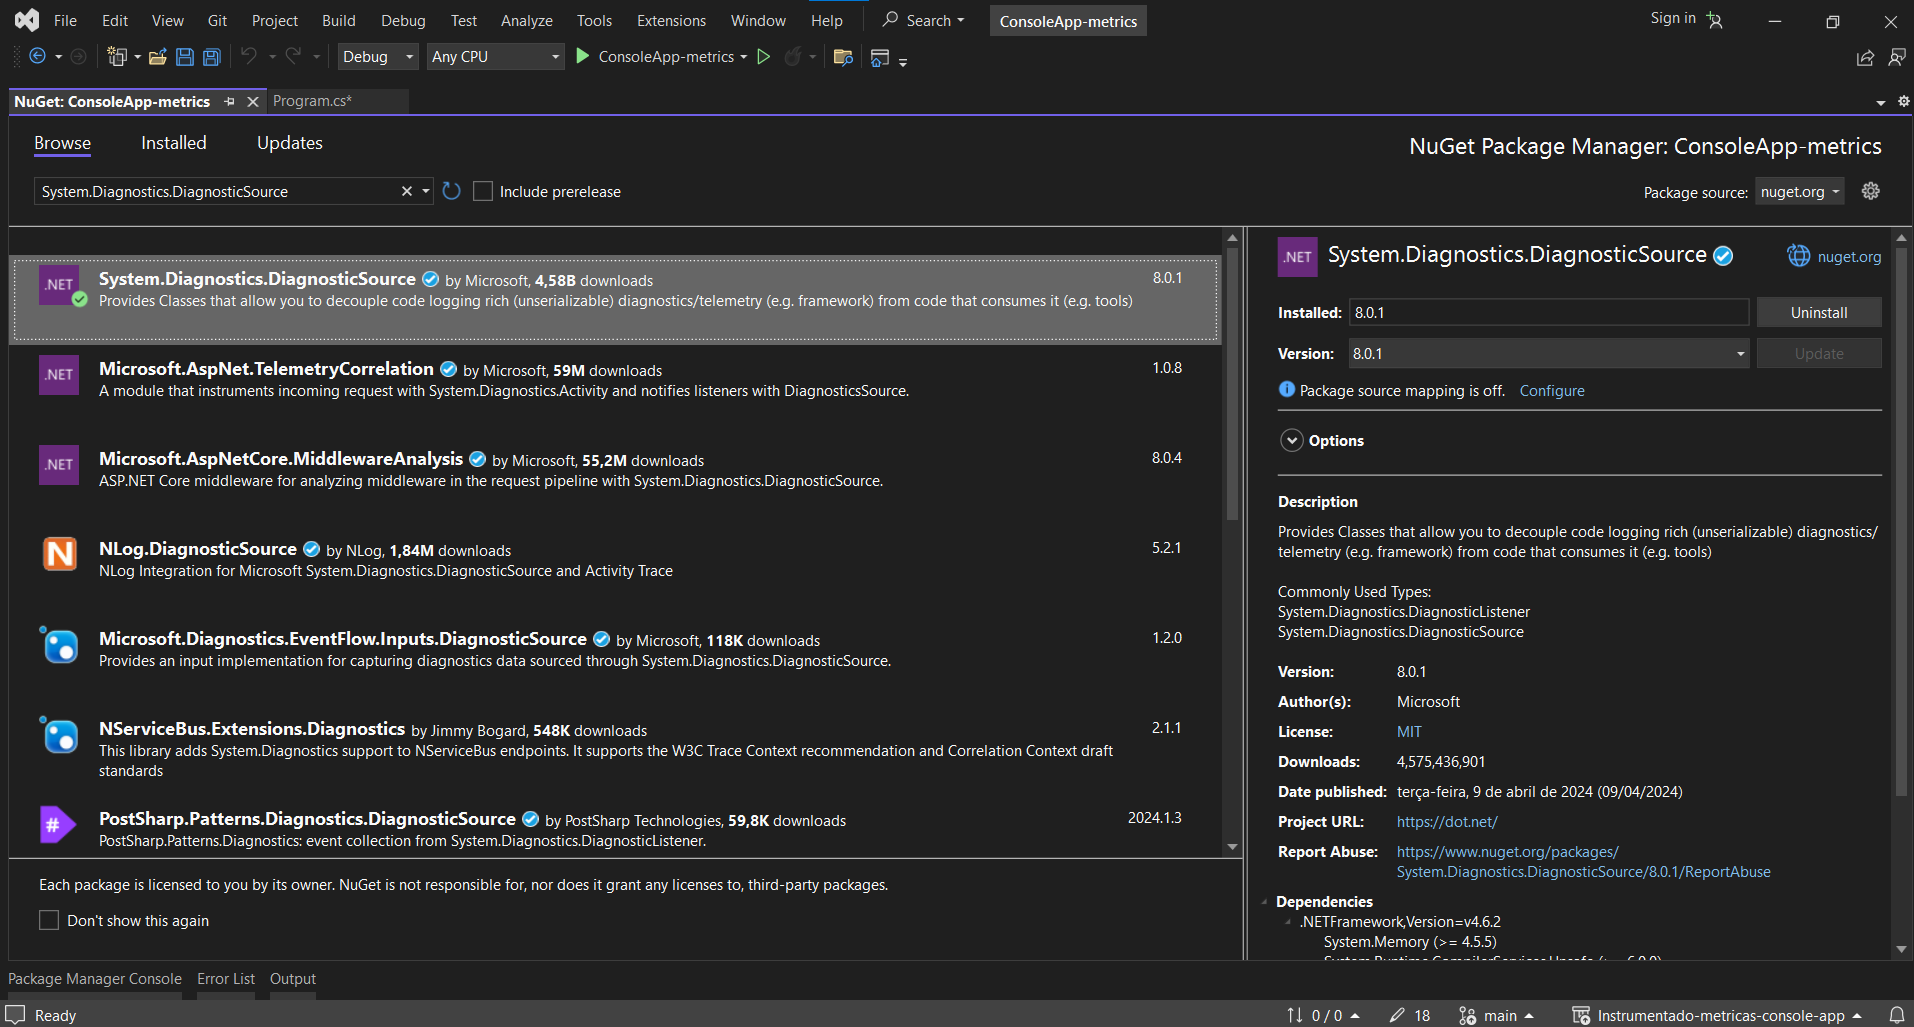 File Edit View Git Project Build Debug Test Analyze Tools Extensions Window Help Search ConsoleApp-metrics Sign in
Debug Any CPU ConsoleApp-metrics
NuGet: ConsoleApp-metrics Program.cs*
Browse Installed Updates
NuGet Package Manager: ConsoleApp-metrics
System.Diagnostics.DiagnosticSource Include prerelease
Package source: nuget.org
.NET
System.Diagnostics.DiagnosticSource by Microsoft, 4,58B downloads 8.0.1
Provides Classes that allow you to decouple code logging rich (unserializable) diagnostics/telemetry (e.g. framework) from code that consumes it (e.g. tools)
.NET
Microsoft.AspNet.TelemetryCorrelation by Microsoft, 59M downloads 1.0.8
A module that instruments incoming request with System.Diagnostics.Activity and notifies listeners with DiagnosticsSource.
.NET
Microsoft.AspNetCore.MiddlewareAnalysis by Microsoft, 55,2M downloads 8.0.4
ASP.NET Core middleware for analyzing middleware in the request pipeline with System.Diagnostics.DiagnosticSource.
N
NLog.DiagnosticSource by NLog, 1,84M downloads 5.2.1
NLog Integration for Microsoft System.Diagnostics.DiagnosticSource and Activity Trace
Microsoft.Diagnostics.EventFlow.Inputs.DiagnosticSource by Microsoft, 118K downloads 1.2.0
Provides an input implementation for capturing diagnostics data sourced through System.Diagnostics.DiagnosticSource.
NServiceBus.Extensions.Diagnostics by Jimmy Bogard, 548K downloads 2.1.1
This library adds System.Diagnostics support to NServiceBus endpoints. It supports the W3C Trace Context recommendation and Correlation Context draft
standards
#
PostSharp.Patterns.Diagnostics.DiagnosticSource by PostSharp Technologies, 59,8K downloads 2024.1.3
PostSharp.Patterns.Diagnostics: event collection from System.Diagnostics.DiagnosticListener.
Each package is licensed to you by its owner. NuGet is not responsible for, nor does it grant any licenses to, third-party packages.
Don't show this again
.NET
System.Diagnostics.DiagnosticSource nuget.org
Installed: 8.0.1 Uninstall
Version: 8.0.1 Update
Package source mapping is off. Configure
Options
Description
Provides Classes that allow you to decouple code logging rich (unserializable) diagnostics/
telemetry (e.g. framework) from code that consumes it (e.g. tools)
Commonly Used Types:
System.Diagnostics.DiagnosticListener
System.Diagnostics.DiagnosticSource
Version: 8.0.1
Author(s): Microsoft
License: MIT
Downloads: 4,575,436,901
Date published: terça-feira, 9 de abril de 2024 (09/04/2024)
Project URL: https://dot.net/
Report Abuse: https://www.nuget.org/packages/
System.Diagnostics.DiagnosticSource/8.0.1/ReportAbuse
Dependencies
.NETFramework,Version=v4.6.2
System.Memory (>= 4.5.5)
System.Runtime.CompilerServices.Unsafe (>= 6.0.0)
Package Manager Console Error List Output
Ready 0 / 0 18 main Instrumentado-metricas-console-app